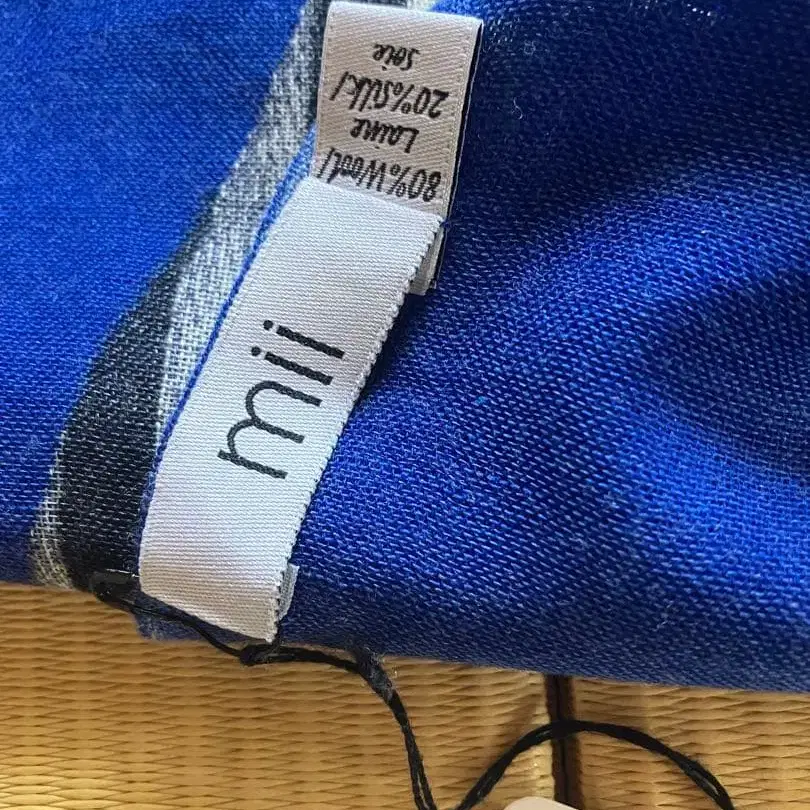 80%Wool/
Laine
20%Silk/
Soie
mii